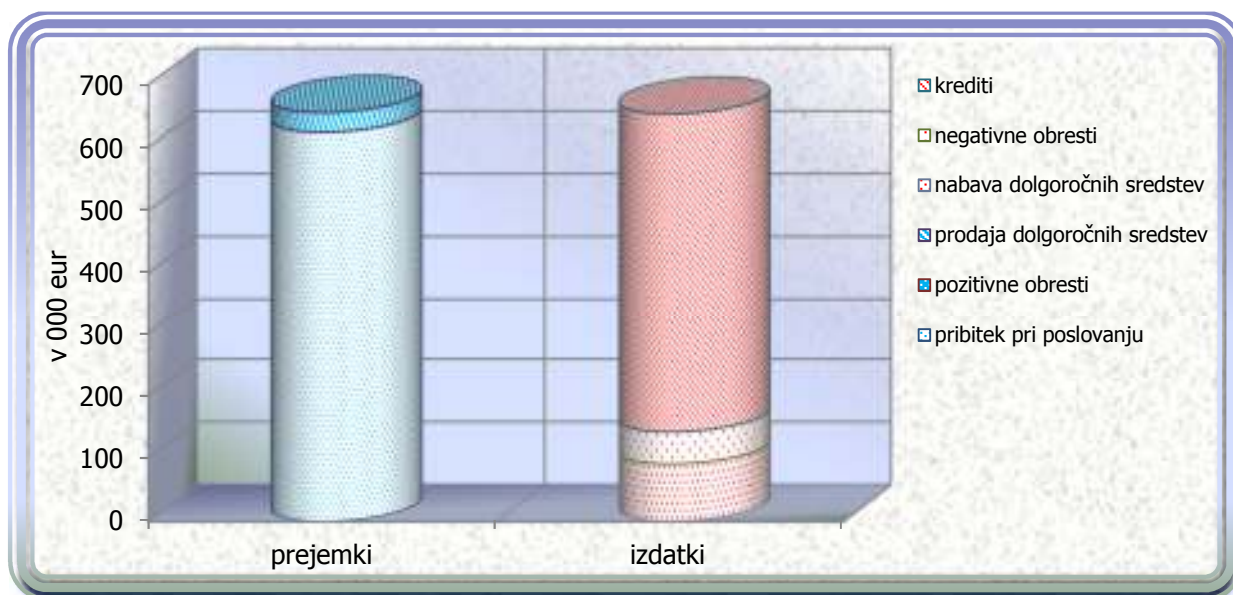 700
600
500
400
300
200
100
0
v 000 eur
prejemki
izdatki
krediti
negativne obresti
nabava dolgoročnih sredstev
prodaja dolgoročnih sredstev
pozitivne obresti
pribitek pri poslovanju